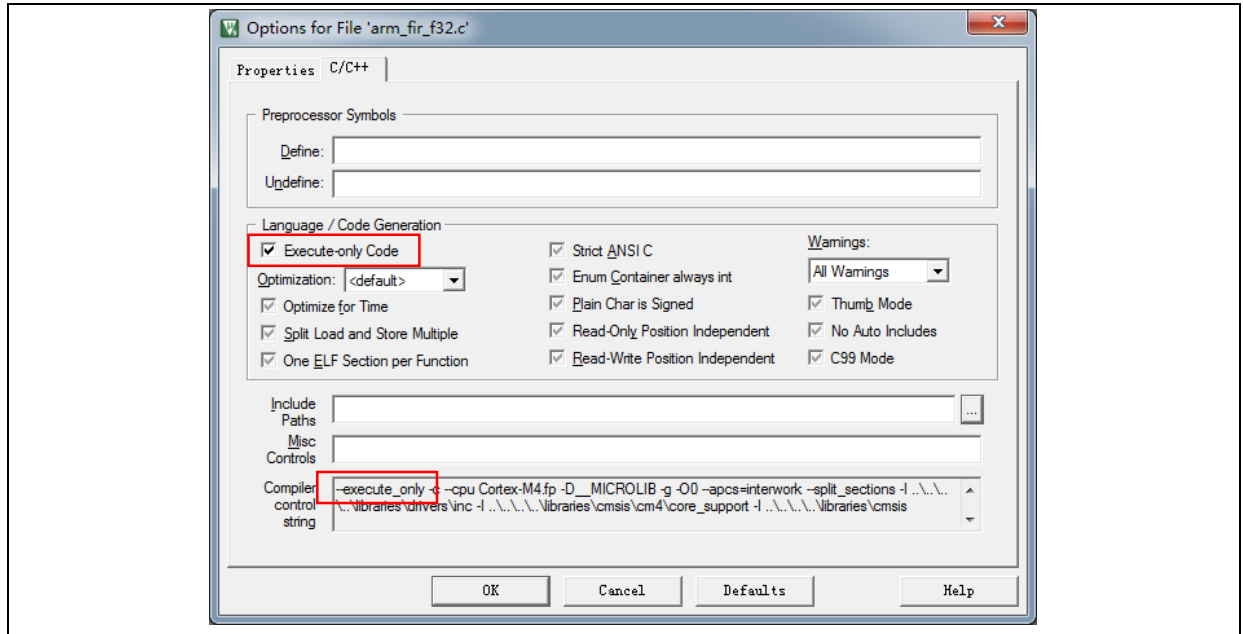 Options for File 'arm_fir_f32.c'
Properties C/C++
Preprocessor Symbols
Define:
Undefine:
Language / Code Generation
Execute-only Code
Strict ANSI C
Warnings:
Optimization: <default>
Enum Container always int
All Warnings
Optimize for Time
Plain Char is Signed
Thumb Mode
Split Load and Store Multiple
Read-Only Position Independent
No Auto Includes
One ELF Section per Function
Read-Write Position Independent
C99 Mode
Include
Paths
...
Misc
Controls
Compiler
control
string
--execute_only -c --cpu Cortex-M4.fp -D__MICROLIB -g -O0 --apcs=interwork --split_sections -I ..\..\..
\..\libraries\drivers\inc -I ..\..\..\..\libraries\cmsis\cm4\core_support -I ..\..\..\..\libraries\cmsis
OK Cancel Defaults Help